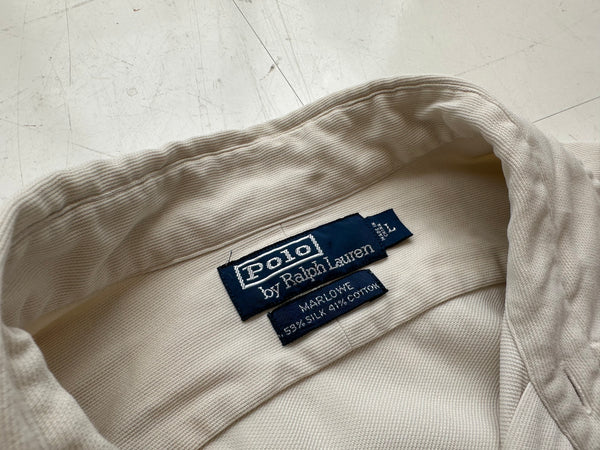 Polo
by Ralph Lauren
L
MARLOWE
59% SILK 41% COTTON